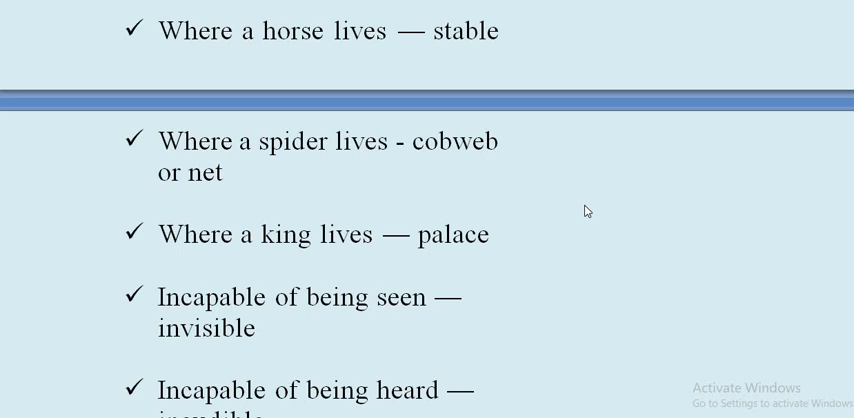 ✓ Where a horse lives — stable
✓ Where a spider lives - cobweb
or net
✓ Where a king lives — palace
✓ Incapable of being seen —
invisible
✓ Incapable of being heard —
Activate Windows
Go to Settings to activate Windows